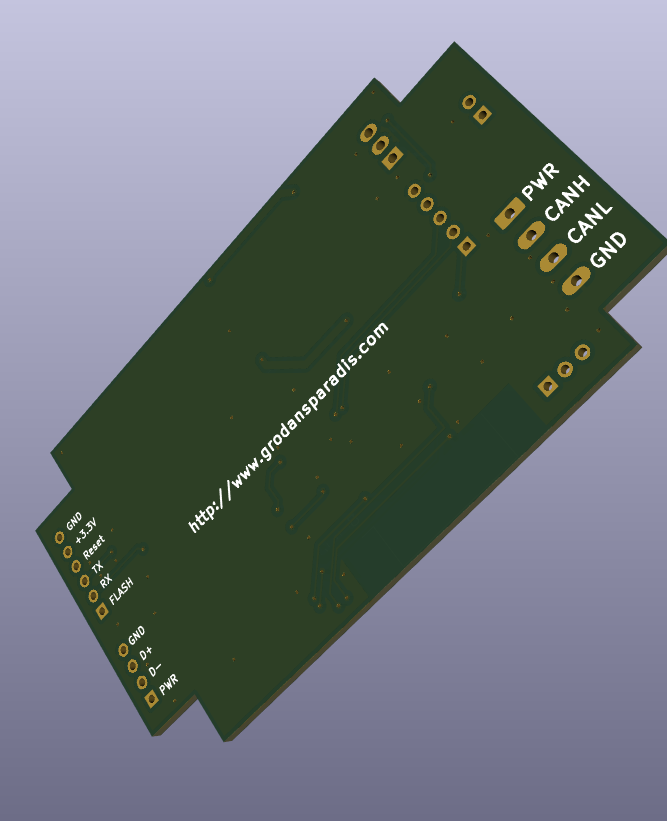 PWR
CANH
CANL
GND
http://www.grodansparadis.com
GND
+3.3V
Reset
TX
RX
FLASH
GND
D+
D-
PWR